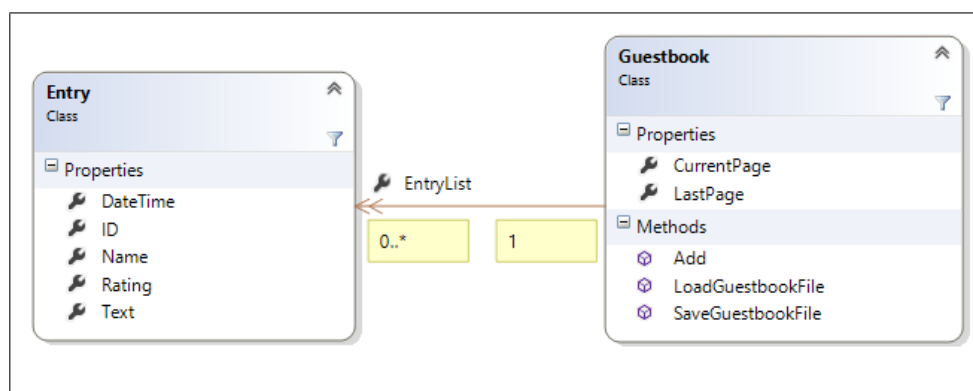 Entry
Class
Properties
DateTime
ID
Name
Rating
Text
EntryList
0..*
1
Guestbook
Class
Properties
CurrentPage
LastPage
Methods
Add
LoadGuestbookFile
SaveGuestbookFile